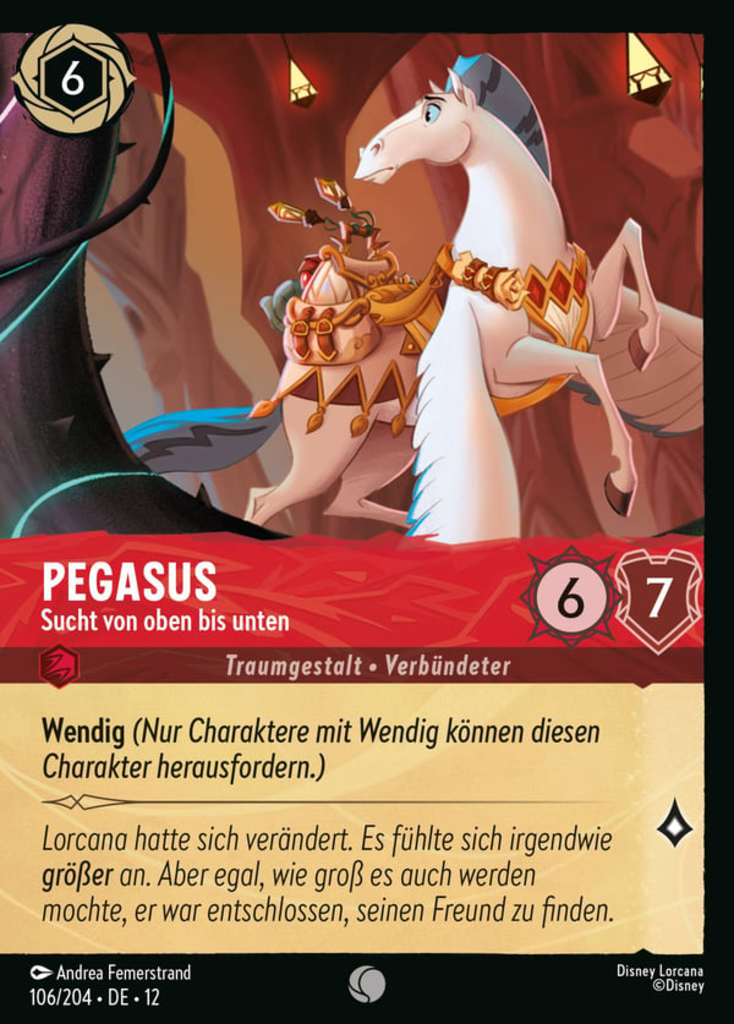 6
PEGASUS
Sucht von oben bis unten
6
7
Traumgestalt • Verbündeter
Wendig (Nur Charaktere mit Wendig können diesen
Charakter herausfordern.)
Lorcana hatte sich verändert. Es fühlte sich irgendwie
größer an. Aber egal, wie groß es auch werden
mochte, er war entschlossen, seinen Freund zu finden.
Andrea Femerstrand
106/204 • DE • 12
Disney Lorcana
©Disney